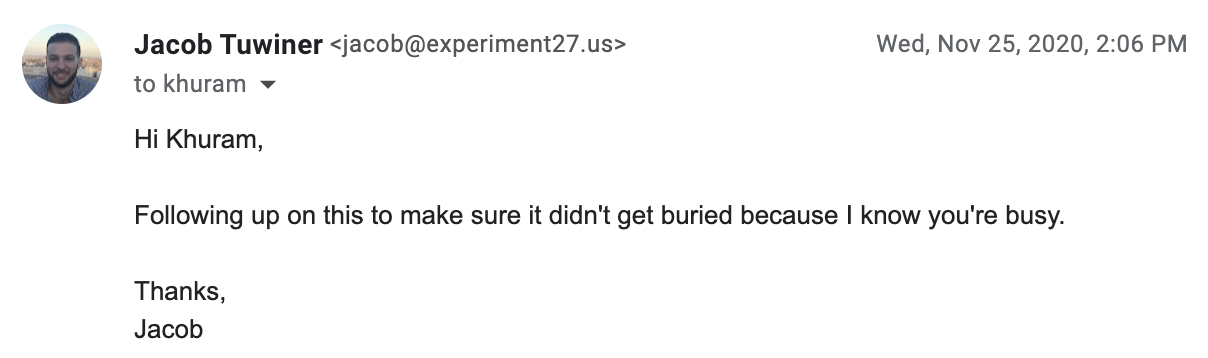 Jacob Tuwiner <jacob@experiment27.us> Wed, Nov 25, 2020, 2:06 PM
to khuram
Hi Khuram,
Following up on this to make sure it didn't get buried because I know you're busy.
Thanks,
Jacob